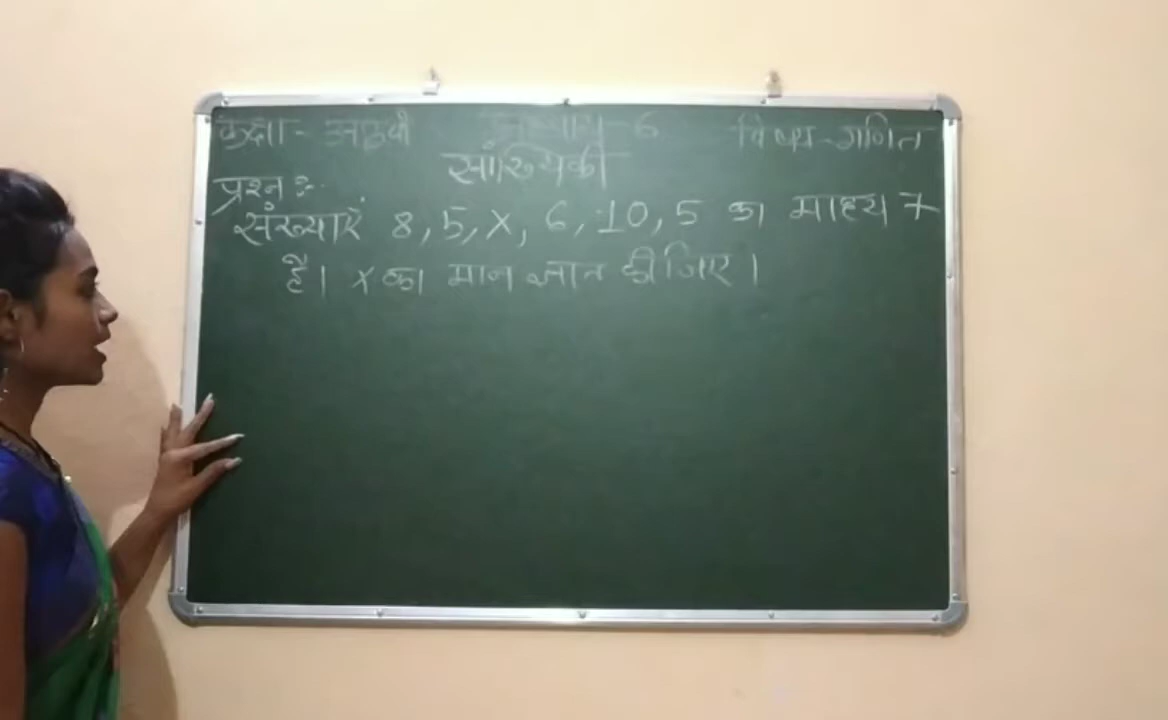 कक्षा - आठवी अध्याय - 6 विषय - गणित
सांख्यिकी
प्रश्न :-
संख्याएं 8, 5, x, 6, 10, 5 का माध्य 7
है। x का मान ज्ञात कीजिए।